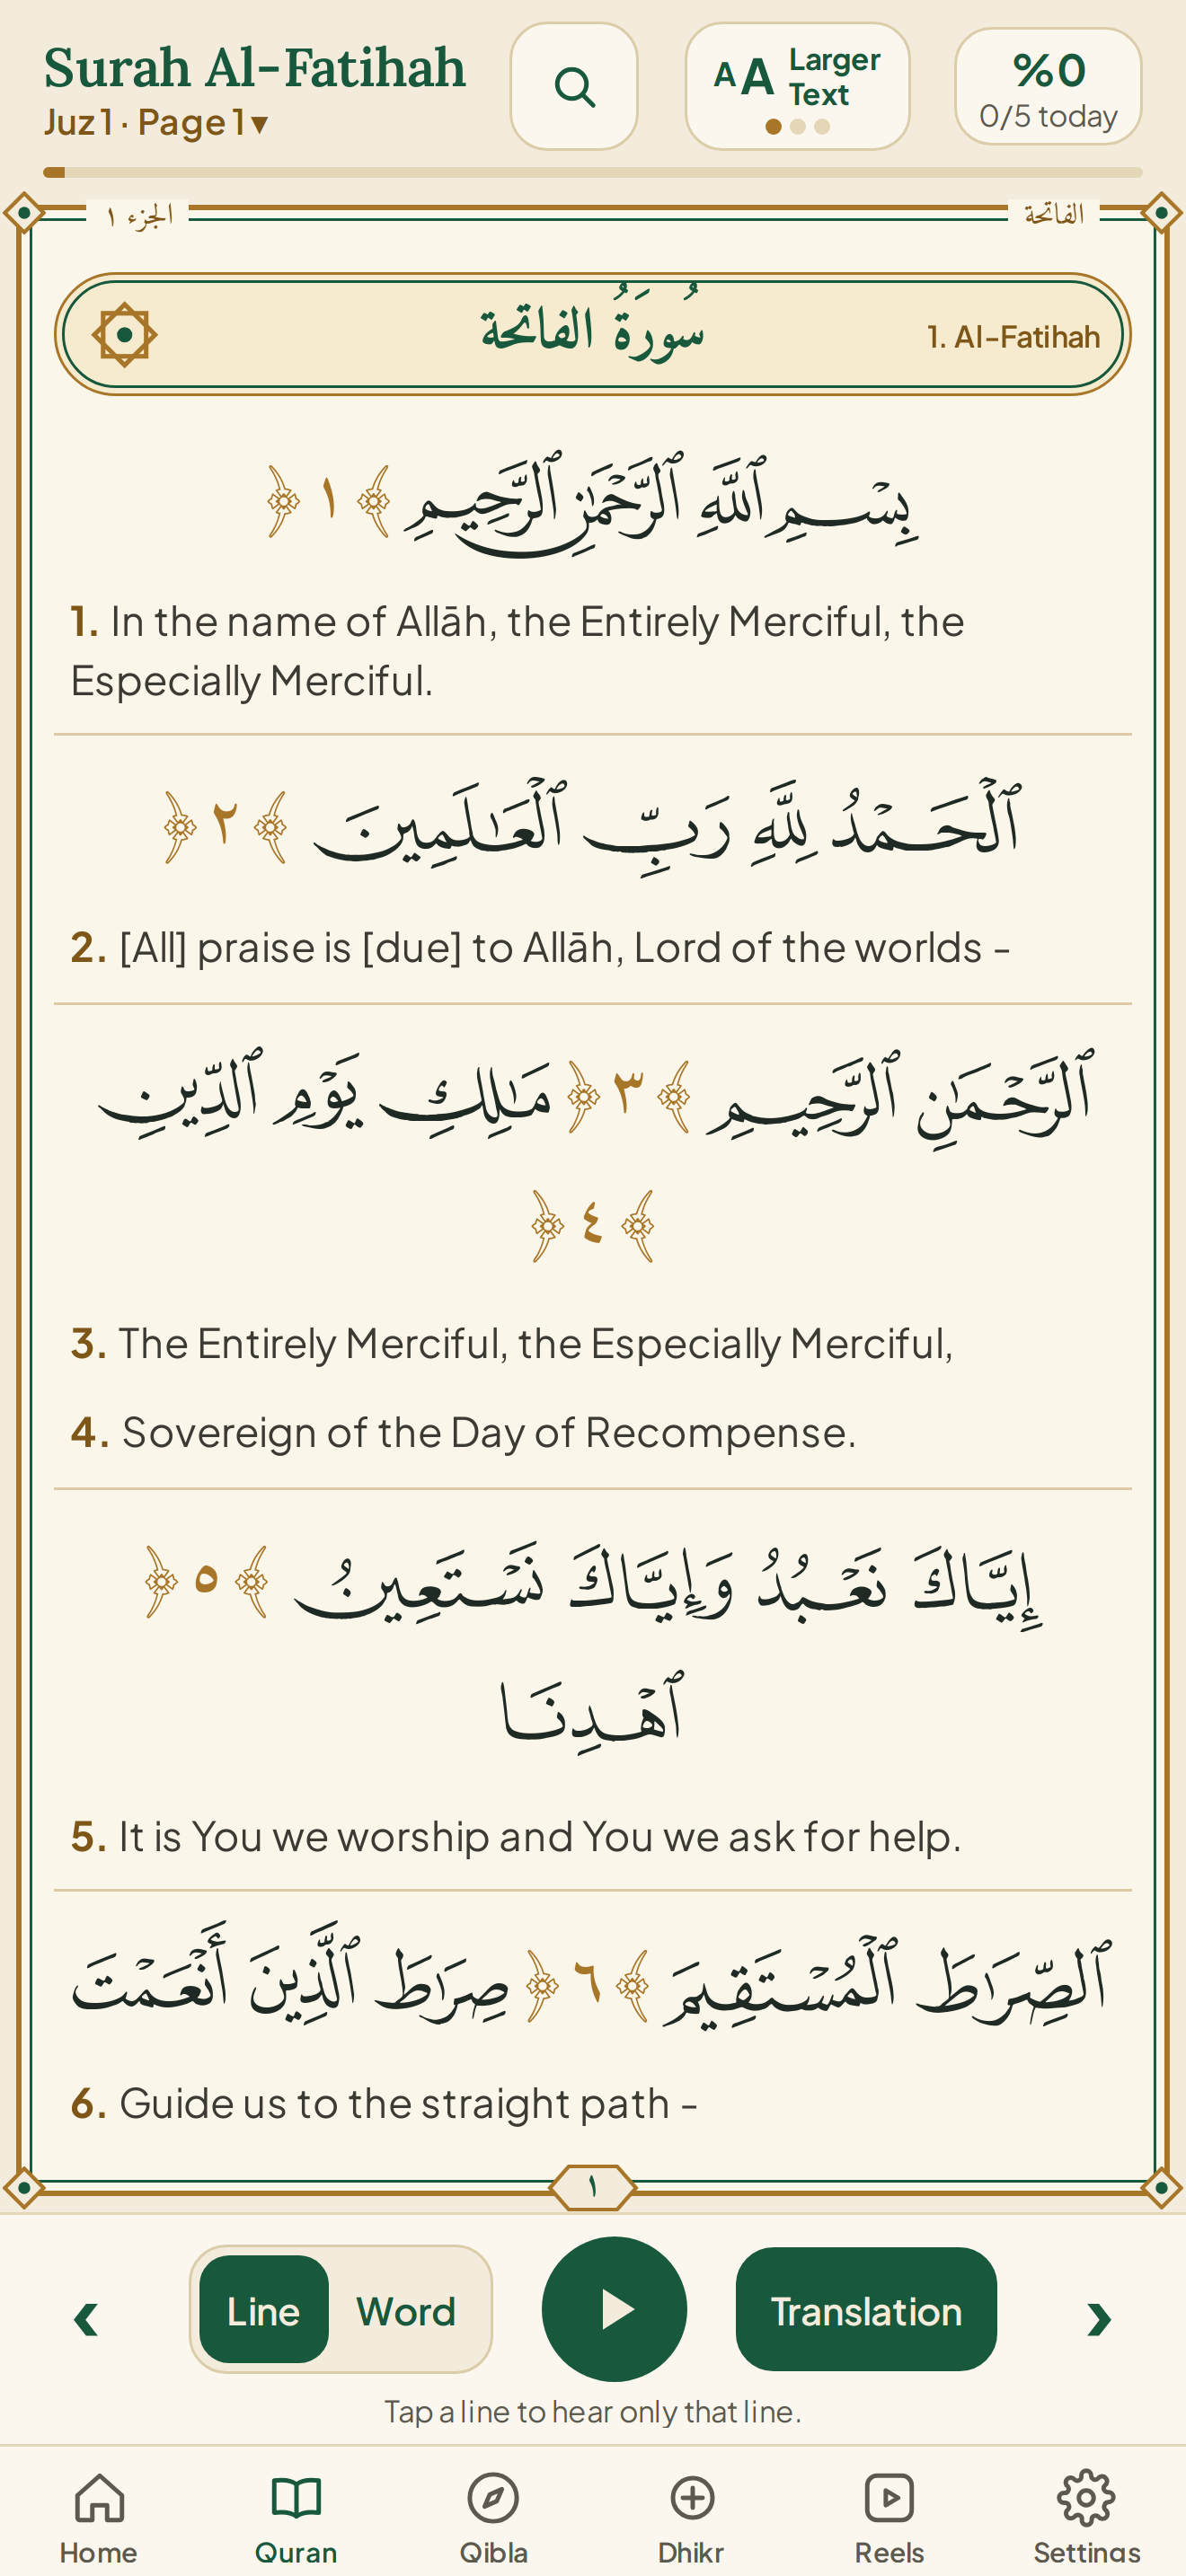 Surah Al-Fatihah
Juz 1 · Page 1 ▾
AA Larger Text
%0
0/5 today
الجزء ١
الفاتحة
سُورَةُ الفاتحة
1. Al-Fatihah
بِسْمِ ٱللَّهِ ٱلرَّحْمَٰنِ ٱلرَّحِيمِ ﴿١﴾
1. In the name of Allāh, the Entirely Merciful, the
Especially Merciful.
ٱلْحَمْدُ لِلَّهِ رَبِّ ٱلْعَٰلَمِينَ ﴿٢﴾
2. [All] praise is [due] to Allāh, Lord of the worlds -
ٱلرَّحْمَٰنِ ٱلرَّحِيمِ ﴿٣﴾ مَٰلِكِ يَوْمِ ٱلدِّينِ
﴿٤﴾
3. The Entirely Merciful, the Especially Merciful,
4. Sovereign of the Day of Recompense.
إِيَّاكَ نَعْبُدُ وَإِيَّاكَ نَسْتَعِينُ ﴿٥﴾
ٱهْدِنَا
5. It is You we worship and You we ask for help.
ٱلصِّرَٰطَ ٱلْمُسْتَقِيمَ ﴿٦﴾ صِرَٰطَ ٱلَّذِينَ أَنْعَمْتَ
6. Guide us to the straight path -
١
Line
Word
Translation
Tap a line to hear only that line.
Home
Quran
Qibla
Dhikr
Reels
Settings